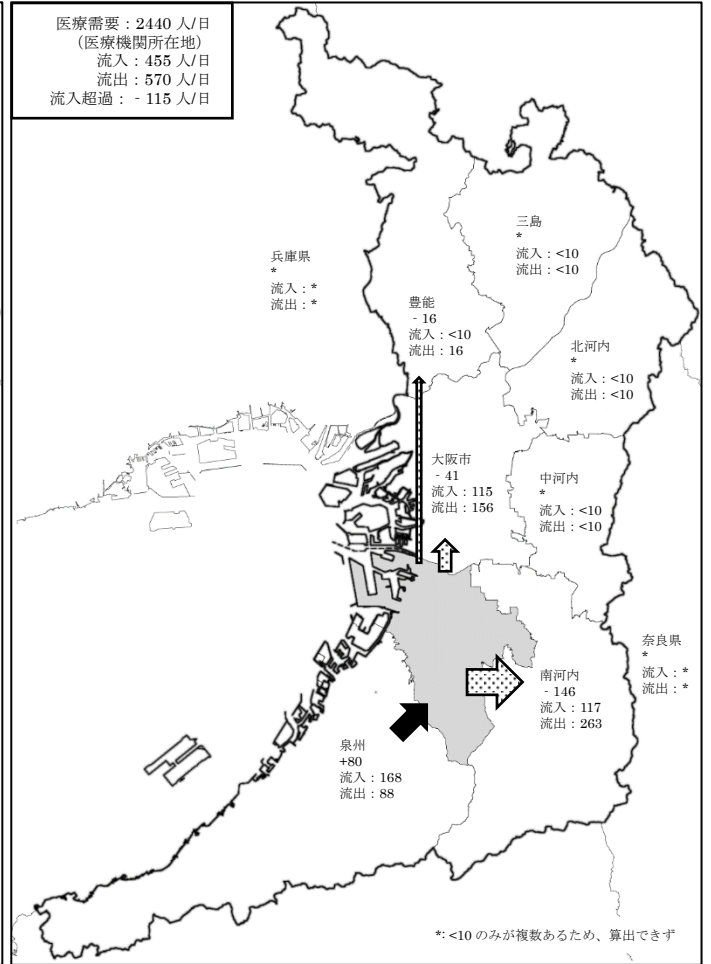 医療需要：2440 人/日
（医療機関所在地）
流入：455 人/日
流出：570 人/日
流入超過：‐115 人/日
三島
*
流入：<10
流出：<10
兵庫県
*
流入：*
流出：*
豊能
‐16
流入：<10
流出：16
北河内
*
流入：<10
流出：<10
大阪市
‐41
流入：115
流出：156
中河内
*
流入：<10
流出：<10
奈良県
*
流入：*
流出：*
南河内
‐146
流入：117
流出：263
泉州
+80
流入：168
流出：88
*: <10 のみが複数あるため、算出できず